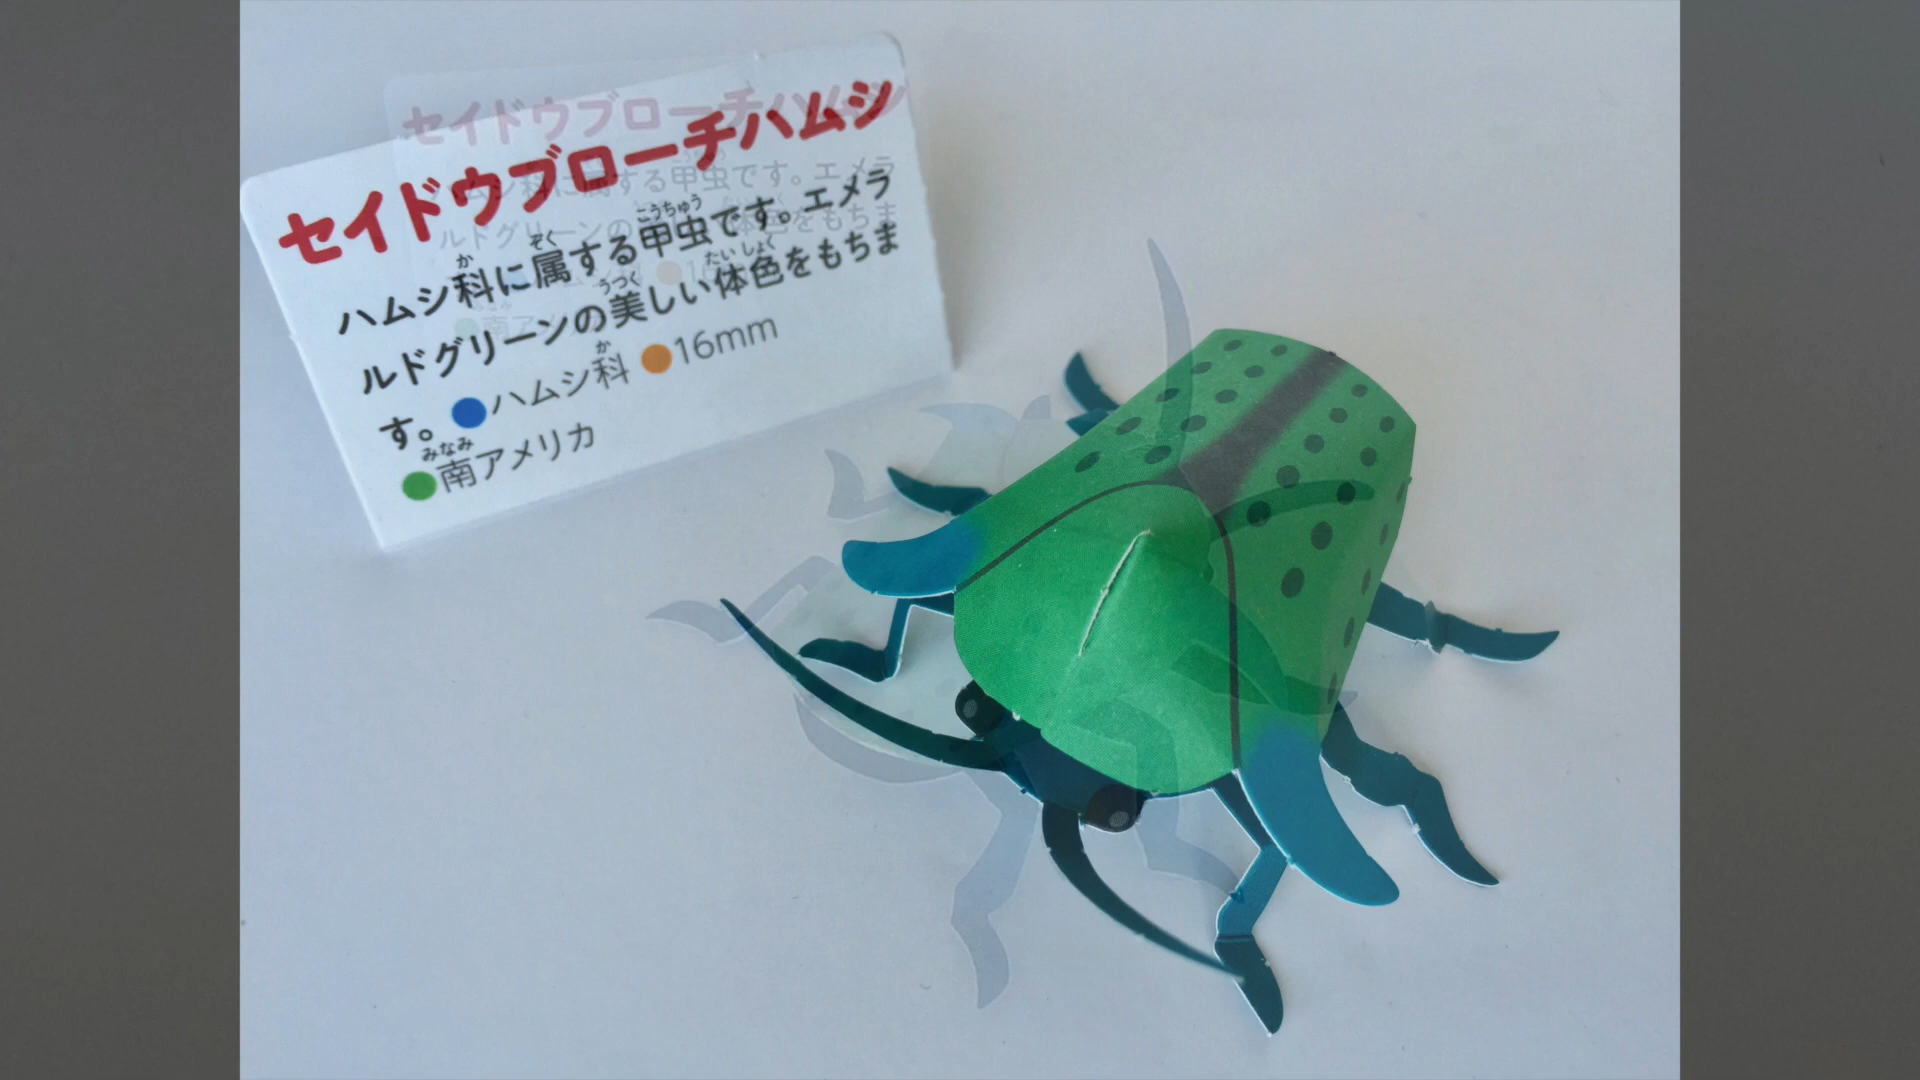 セイドウブローチハムシ
ハムシ科に属する甲虫です。エメラ
ルドグリーンの美しい体色をもちま
す。●ハムシ科 ●16mm
●南アメリカ